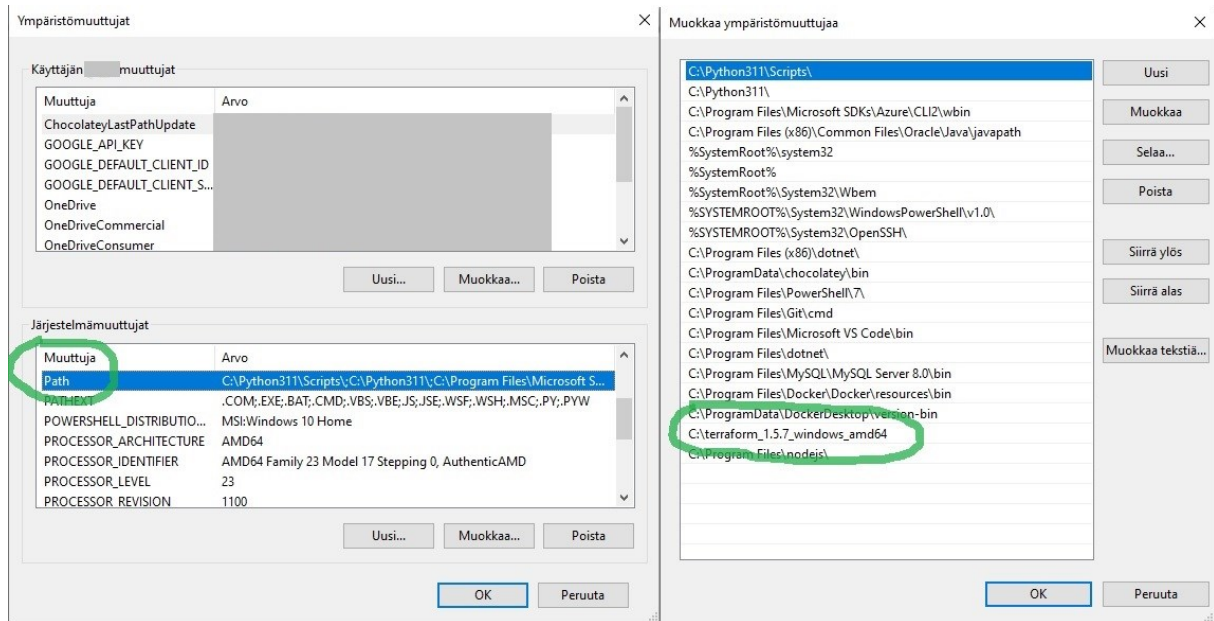 Ympäristömuuttujat
Käyttäjän muuttujat
Muuttuja Arvo
ChocolateyLastPathUpdate
GOOGLE_API_KEY
GOOGLE_DEFAULT_CLIENT_ID
GOOGLE_DEFAULT_CLIENT_S...
OneDrive
OneDriveCommercial
OneDriveConsumer
Uusi... Muokkaa... Poista
Järjestelmämuuttujat
Muuttuja Arvo
Path C:\Python311\Scripts\;C:\Python311\;C:\Program Files\Microsoft S...
PATHEXT .COM;.EXE;.BAT;.CMD;.VBS;.VBE;.JS;.JSE;.WSF;.WSH;.MSC;.PY;.PYW
POWERSHELL_DISTRIBUTIO... MSI:Windows 10 Home
PROCESSOR_ARCHITECTURE AMD64
PROCESSOR_IDENTIFIER AMD64 Family 23 Model 17 Stepping 0, AuthenticAMD
PROCESSOR_LEVEL 23
PROCESSOR_REVISION 1100
Uusi... Muokkaa... Poista
OK Peruuta
Muokkaa ympäristömuuttujaa
C:\Python311\Scripts\
C:\Python311\
C:\Program Files\Microsoft SDKs\Azure\CLI2\wbin
C:\Program Files (x86)\Common Files\Oracle\Java\javapath
%SystemRoot%\system32
%SystemRoot%
%SystemRoot%\System32\Wbem
%SYSTEMROOT%\System32\WindowsPowerShell\v1.0\
%SYSTEMROOT%\System32\OpenSSH\
C:\Program Files (x86)\dotnet\
C:\ProgramData\chocolatey\bin
C:\Program Files\PowerShell\7\
C:\Program Files\Git\cmd
C:\Program Files\Microsoft VS Code\bin
C:\Program Files\dotnet\
C:\Program Files\MySQL\MySQL Server 8.0\bin
C:\Program Files\Docker\Docker\resources\bin
C:\ProgramData\DockerDesktop\version-bin
C:\terraform_1.5.7_windows_amd64
C:\Program Files\nodejs\
Uusi
Muokkaa
Selaa...
Poista
Siirrä ylös
Siirrä alas
Muokkaa tekstiä...
OK Peruuta